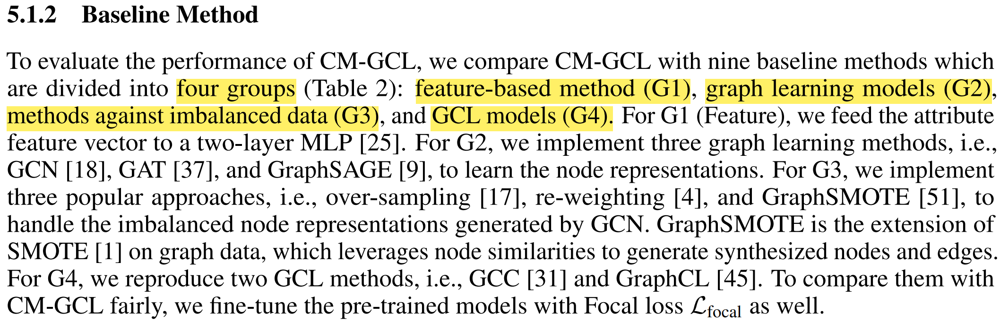 5.1.2 Baseline Method
To evaluate the performance of CM-GCL, we compare CM-GCL with nine baseline methods which
are divided into four groups (Table 2): feature-based method (G1), graph learning models (G2),
methods against imbalanced data (G3), and GCL models (G4). For G1 (Feature), we feed the attribute
feature vector to a two-layer MLP [25]. For G2, we implement three graph learning methods, i.e.,
GCN [18], GAT [37], and GraphSAGE [9], to learn the node representations. For G3, we implement
three popular approaches, i.e., over-sampling [17], re-weighting [4], and GraphSMOTE [51], to
handle the imbalanced node representations generated by GCN. GraphSMOTE is the extension of
SMOTE [1] on graph data, which leverages node similarities to generate synthesized nodes and edges.
For G4, we reproduce two GCL methods, i.e., GCC [31] and GraphCL [45]. To compare them with
CM-GCL fairly, we fine-tune the pre-trained models with Focal loss ℒfocal as well.